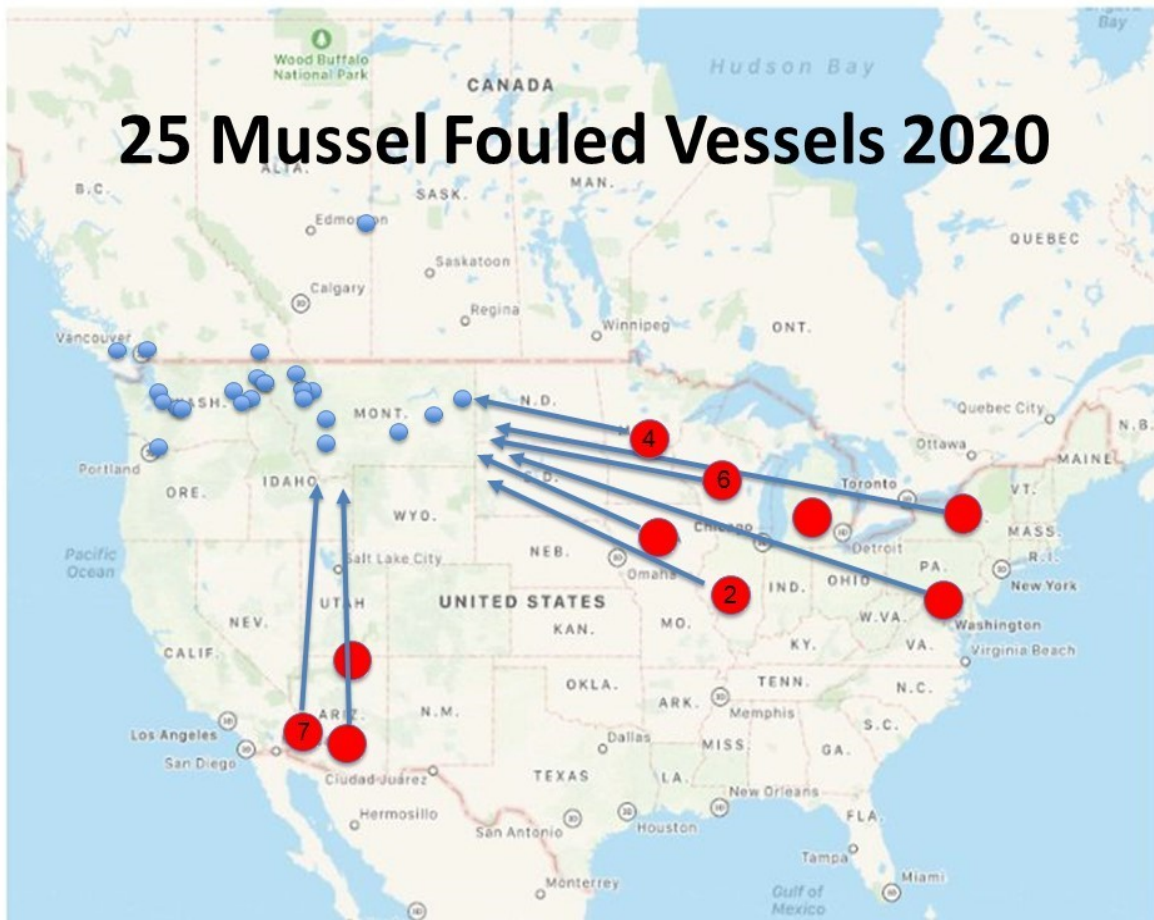 Brigus
Bay
Wood Buffalo
National Park
Hudson Bay
CANADA
25 Mussel Fouled Vessels 2020
ALTA.
B.C.
SASK.
MAN.
Edmonton
QUEBEC
Saskatoon
Calgary
Regina
Winnipeg
ONT.
Vancouver
WASH.
MONT.
N.D.
Quebec City
N.B.
4
Ottawa
MAINE
Portland
6
Toronto
ORE.
IDAHO
S.D.
VT.
WYO.
Chicago
MASS.
Detroit
R.I.
Pacific
Ocean
Salt Lake City
NEB.
Omaha
PA.
New York
2
IND.
OHIO
UTAH
UNITED STATES
NEV.
KAN.
MO.
W.VA.
Washington
CALIF.
KY.
VA.
Virginia Beach
OKLA.
TENN.
N.C.
7
ARIZ.
N.M.
ARK.
Memphis
Los Angeles
S.C.
San Diego
Dallas
MISS.
GA.
Ciudad Juárez
TEXAS
LA.
Hermosillo
New Orleans
San Antonio
Houston
FLA.
Tampa
Monterrey
Gulf of
Mexico
Miami